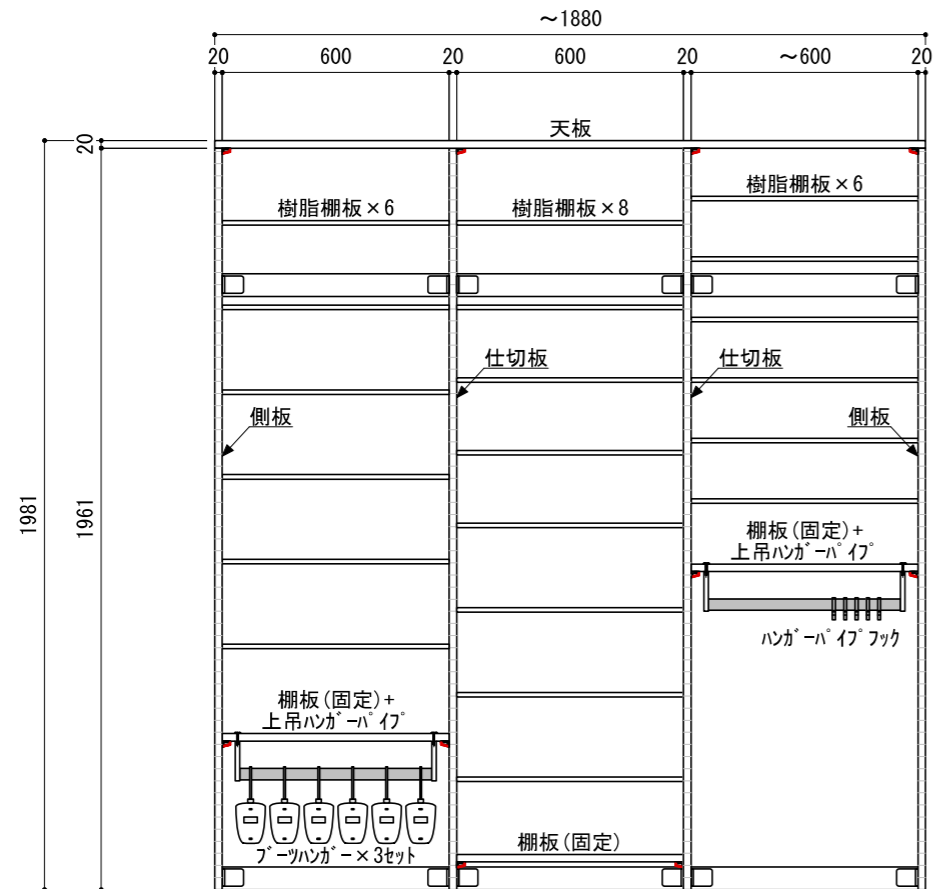 ～1880
20
600
20
600
20
～600
20
天板
20
樹脂棚板×6
樹脂棚板×8
樹脂棚板×6
仕切板
仕切板
側板
側板
1981
1961
棚板(固定)+
上吊ﾊﾝｶﾞｰﾊﾟｲﾌﾟ
ﾊﾝｶﾞｰﾊﾟｲﾌﾟﾌｯｸ
棚板(固定)+
上吊ﾊﾝｶﾞｰﾊﾟｲﾌﾟ
ﾌﾞｰﾂﾊﾝｶﾞｰ×3ｾｯﾄ
棚板(固定)